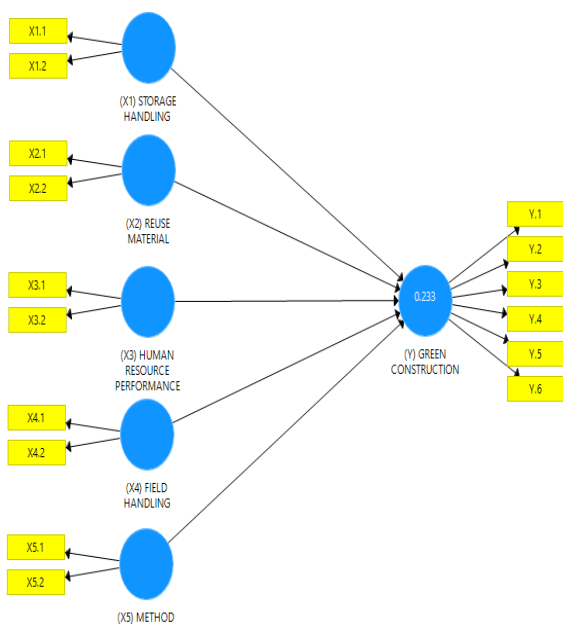 X1.1
X1.2
(X1) STORAGE
HANDLING
X2.1
X2.2
(X2) REUSE
MATERIAL
X3.1
X3.2
(X3) HUMAN
RESOURCE
PERFORMANCE
X4.1
X4.2
(X4) FIELD
HANDLING
X5.1
X5.2
(X5) METHOD
0.233
(Y) GREEN
CONSTRUCTION
Y.1
Y.2
Y.3
Y.4
Y.5
Y.6